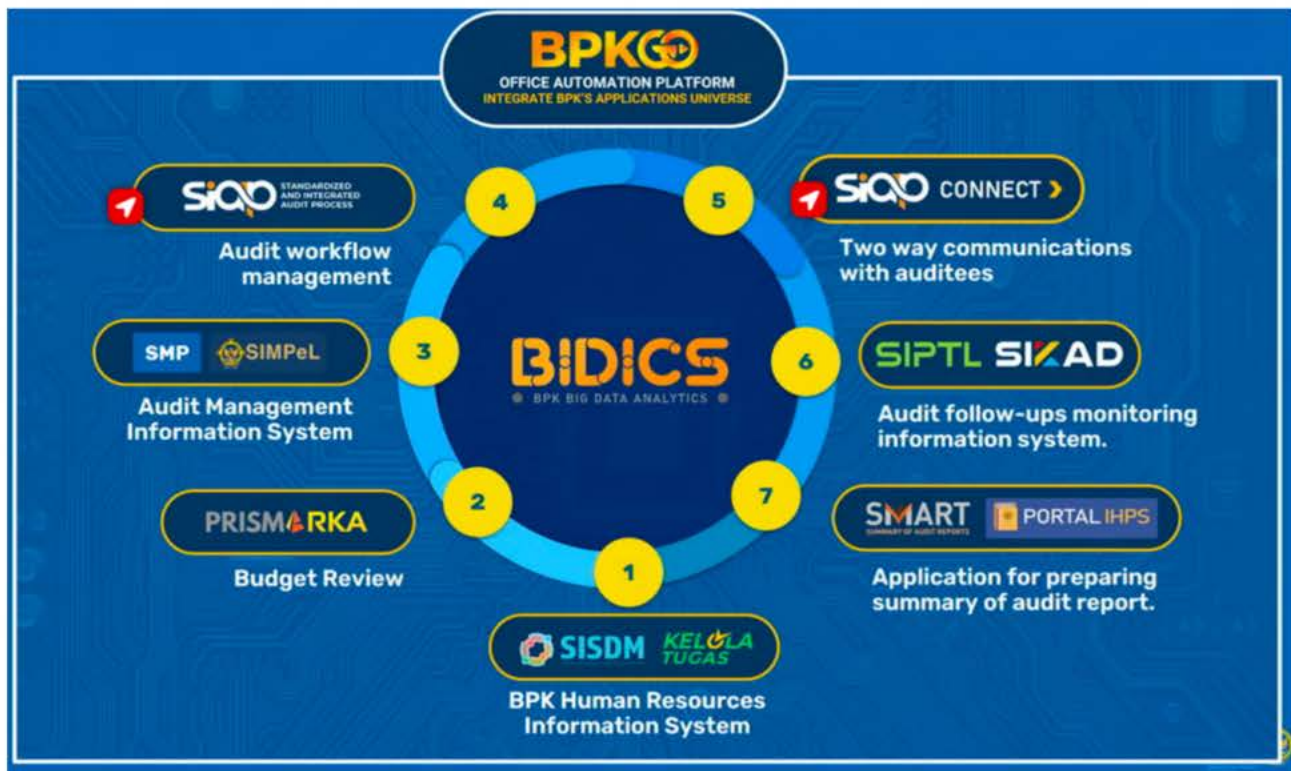 BPKGO
OFFICE AUTOMATION PLATFORM
INTEGRATE BPK'S APPLICATIONS UNIVERSE
4
SiAP STANDARDIZED
AND INTEGRATED
AUDIT PROCESS
Audit workflow
management
5
SiAP CONNECT
Two way communications
with auditees
3
SMP SIMPeL
Audit Management
Information System
BIDICS
BPK BIG DATA ANALYTICS
6
SIPTL SIKAD
Audit follow-ups monitoring
information system.
2
PRISMARKA
Budget Review
7
SMART
SUMMARY OF AUDIT REPORTS
PORTAL IHPS
Application for preparing
summary of audit report.
1
SISDM KELOLA
TUGAS
BPK Human Resources
Information System